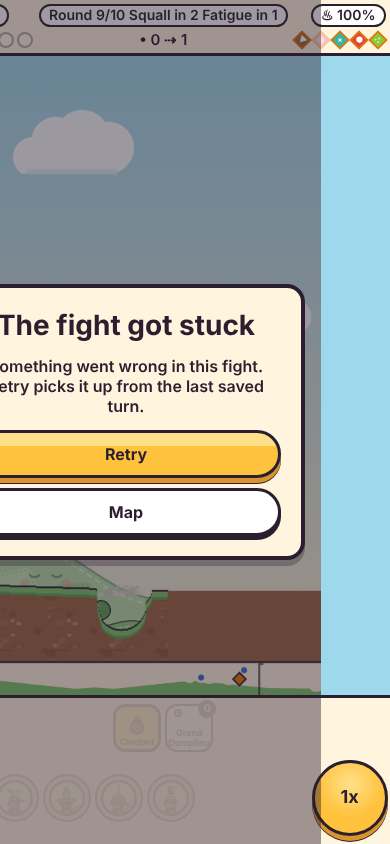 Round 9/10 Squall in 2 Fatigue in 1
♨ 100%
• 0 ⇢ 1
The fight got stuck
omething went wrong in this fight.
etry picks it up from the last saved
turn.
Retry
Map
1x